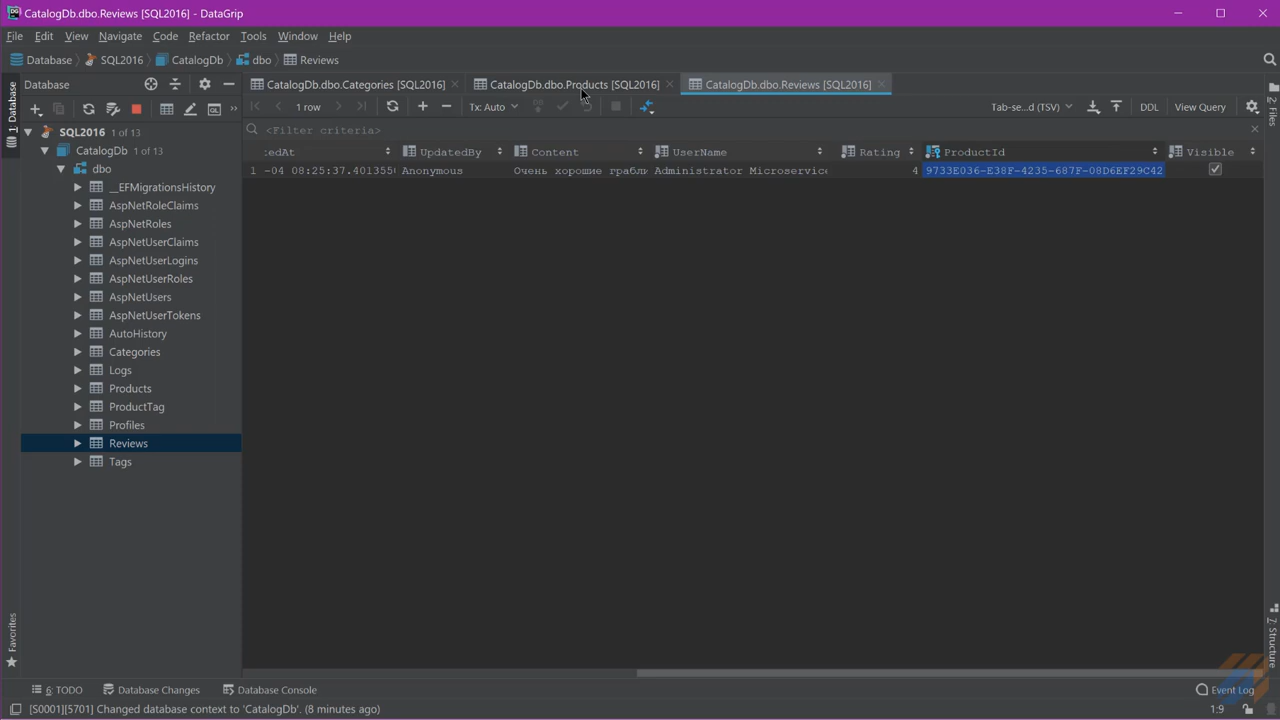 CatalogDb.dbo.Reviews [SQL2016] - DataGrip
File Edit View Navigate Code Refactor Tools Window Help
Database SQL2016 CatalogDb dbo Reviews
Database
CatalogDb.dbo.Categories [SQL2016] CatalogDb.dbo.Products [SQL2016] CatalogDb.dbo.Reviews [SQL2016]
1 row Tx: Auto Tab-se...d (TSV) DDL View Query
<Filter criteria>
:edAt UpdatedBy Content UserName Rating ProductId Visible
1 -04 08:25:37.401355 Anonymous Очень хорошие грабли Administrator Microservice 4 9733E036-E38F-4235-687F-08D6EF29C42
SQL2016 1 of 13
CatalogDb 1 of 13
dbo
__EFMigrationsHistory
AspNetRoleClaims
AspNetRoles
AspNetUserClaims
AspNetUserLogins
AspNetUserRoles
AspNetUsers
AspNetUserTokens
AutoHistory
Categories
Logs
Products
ProductTag
Profiles
Reviews
Tags
1: Database
Favorites
Files
7: Structure
6: TODO Database Changes Database Console Event Log
[S0001][5701] Changed database context to 'CatalogDb'. (8 minutes ago) 1:9